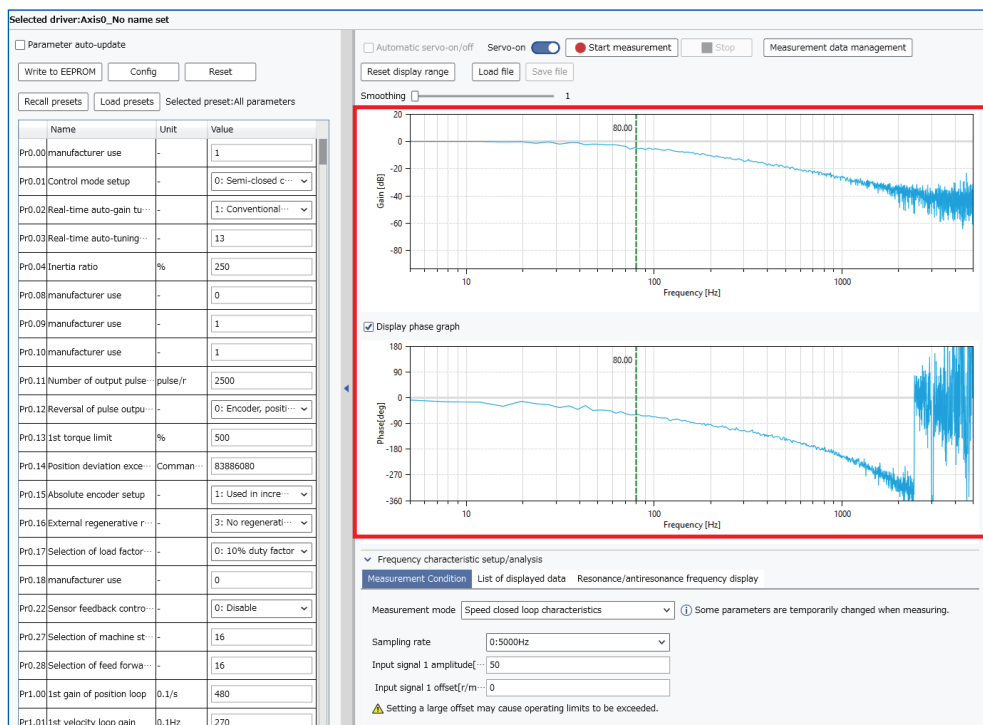 Selected driver:Axis0_No name set
Parameter auto-update
Write to EEPROM Config Reset
Recall presets Load presets Selected preset:All parameters
Name Unit Value
Pr0.00 manufacturer use - 1
Pr0.01 Control mode setup - 0: Semi-closed c···
Pr0.02 Real-time auto-gain tu··· - 1: Conventional···
Pr0.03 Real-time auto-tuning··· - 13
Pr0.04 Inertia ratio % 250
Pr0.08 manufacturer use - 0
Pr0.09 manufacturer use - 1
Pr0.10 manufacturer use - 1
Pr0.11 Number of output pulse··· pulse/r 2500
Pr0.12 Reversal of pulse outpu··· - 0: Encoder, positi···
Pr0.13 1st torque limit % 500
Pr0.14 Position deviation exce··· Comman··· 83886080
Pr0.15 Absolute encoder setup - 1: Used in incre···
Pr0.16 External regenerative r··· - 3: No regenerati···
Pr0.17 Selection of load factor··· - 0: 10% duty factor
Pr0.18 manufacturer use - 0
Pr0.22 Sensor feedback contro··· - 0: Disable
Pr0.27 Selection of machine st··· - 16
Pr0.28 Selection of feed forwa··· - 16
Pr1.00 1st gain of position loop 0.1/s 480
Pr1.01 1st velocity loop gain 0.1Hz 270
Automatic servo-on/off Servo-on Start measurement Stop Measurement data management
Reset display range Load file Save file
Smoothing 1
20
-0
-20
-40
-60
-80
Gain [dB]
80.00
10 100 1000
Frequency [Hz]
Display phase graph
180
90
0
-90
-180
-270
-360
Phase[deg]
80.00
10 100 1000
Frequency [Hz]
Frequency characteristic setup/analysis
Measurement Condition List of displayed data Resonance/antiresonance frequency display
Measurement mode Speed closed loop characteristics Some parameters are temporarily changed when measuring.
Sampling rate 0:5000Hz
Input signal 1 amplitude[··· 50
Input signal 1 offset[r/m··· 0
Setting a large offset may cause operating limits to be exceeded.